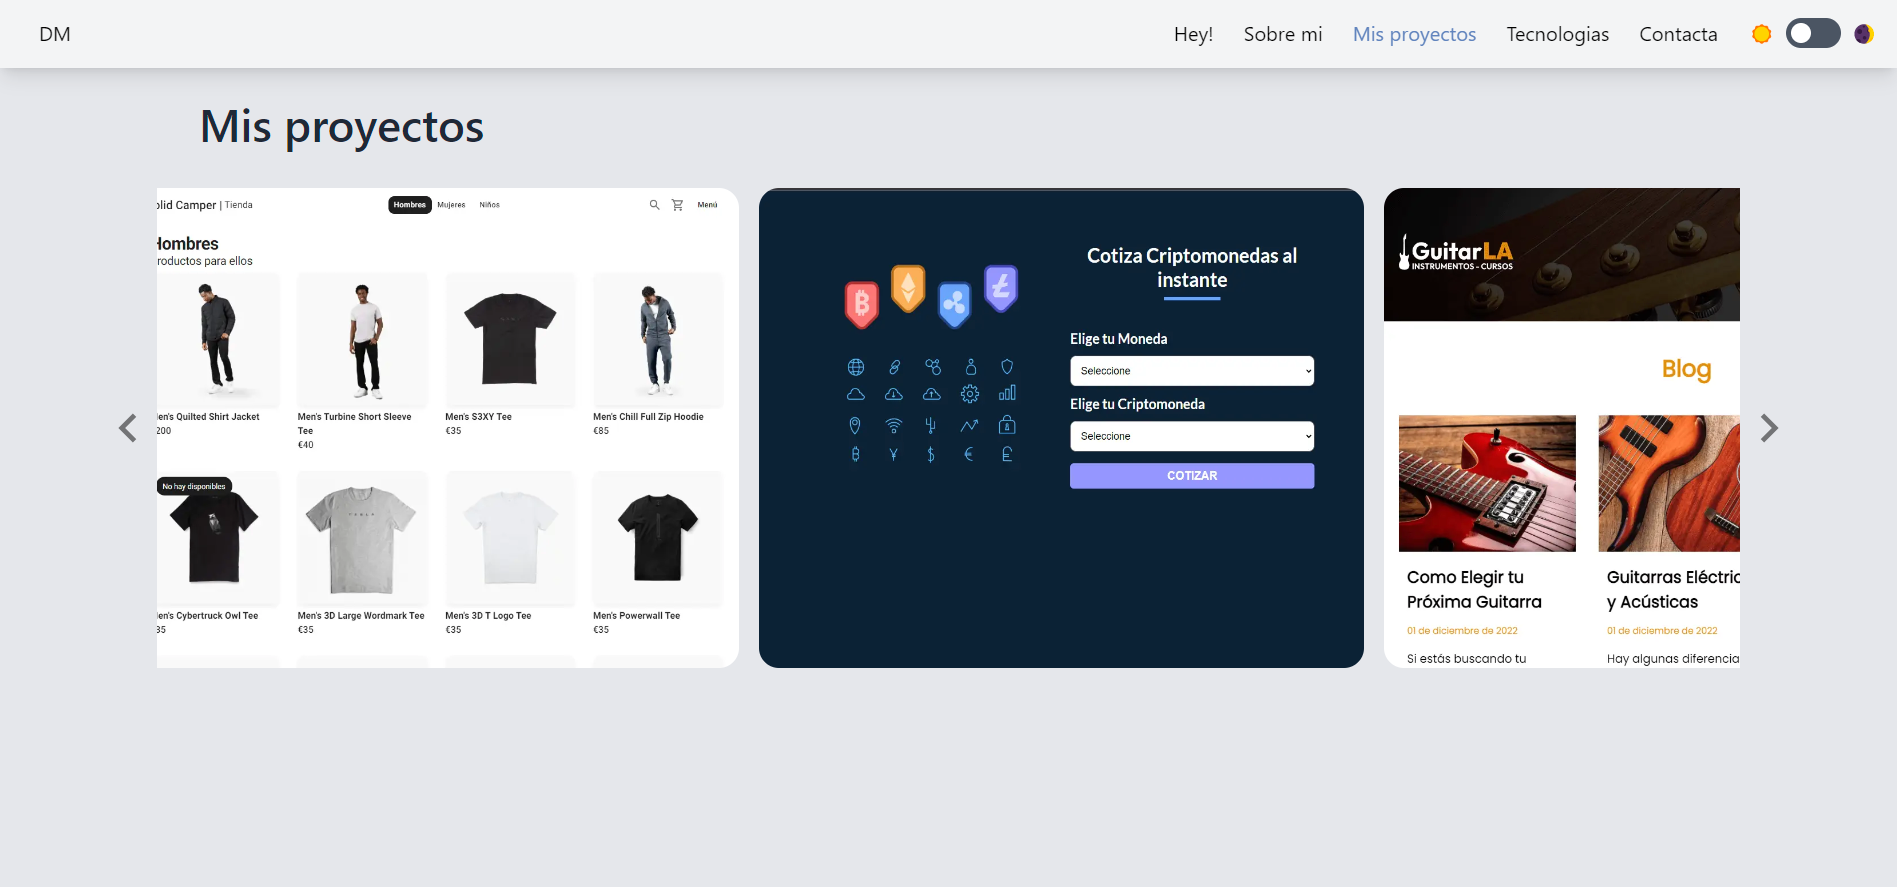 DM
Hey! Sobre mi Mis proyectos Tecnologias Contacta
Mis proyectos
olid Camper | Tienda
Hombres Mujeres Niños
Menú
Hombres
roductos para ellos
en's Quilted Shirt Jacket
200
Men's Turbine Short Sleeve
Tee
€40
Men's S3XY Tee
€35
Men's Chill Full Zip Hoodie
€85
No hay disponibles
TESLA
en's Cybertruck Owl Tee
35
Men's 3D Large Wordmark Tee
€35
Men's 3D T Logo Tee
€35
Men's Powerwall Tee
€35
Cotiza Criptomonedas al
instante
Elige tu Moneda
Seleccione
Elige tu Criptomoneda
Seleccione
COTIZAR
GuitarLA
INSTRUMENTOS - CURSOS
Blog
Como Elegir tu
Próxima Guitarra
01 de diciembre de 2022
Si estás buscando tu
Guitarras Eléctric
y Acústicas
01 de diciembre de 2022
Hay algunas diferencia